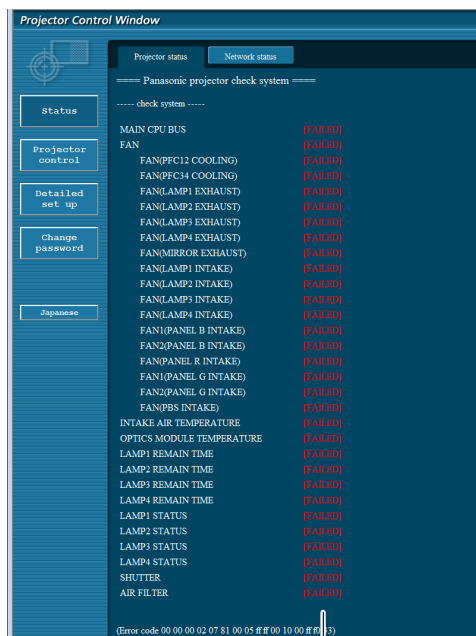 Projector Control Window
Projector status
Network status
==== Panasonic projector check system ====
----- check system -----
Status
Projector
control
Detailed
set up
Change
password
Japanese
MAIN CPU BUS [FAILED]
FAN [FAILED]
FAN(PFC12 COOLING) [FAILED]
FAN(PFC34 COOLING) [FAILED]
FAN(LAMP1 EXHAUST) [FAILED]
FAN(LAMP2 EXHAUST) [FAILED]
FAN(LAMP3 EXHAUST) [FAILED]
FAN(LAMP4 EXHAUST) [FAILED]
FAN(MIRROR EXHAUST) [FAILED]
FAN(LAMP1 INTAKE) [FAILED]
FAN(LAMP2 INTAKE) [FAILED]
FAN(LAMP3 INTAKE) [FAILED]
FAN(LAMP4 INTAKE) [FAILED]
FAN1(PANEL B INTAKE) [FAILED]
FAN2(PANEL B INTAKE) [FAILED]
FAN(PANEL R INTAKE) [FAILED]
FAN1(PANEL G INTAKE) [FAILED]
FAN2(PANEL G INTAKE) [FAILED]
FAN(PBS INTAKE) [FAILED]
INTAKE AIR TEMPERATURE [FAILED]
OPTICS MODULE TEMPERATURE [FAILED]
LAMP1 REMAIN TIME [FAILED]
LAMP2 REMAIN TIME [FAILED]
LAMP3 REMAIN TIME [FAILED]
LAMP4 REMAIN TIME [FAILED]
LAMP1 STATUS [FAILED]
LAMP2 STATUS [FAILED]
LAMP3 STATUS [FAILED]
LAMP4 STATUS [FAILED]
SHUTTER [FAILED]
AIR FILTER [FAILED]
(Error code 00 00 00 02 07 81 00 05 ff ff 00 10 00 ff